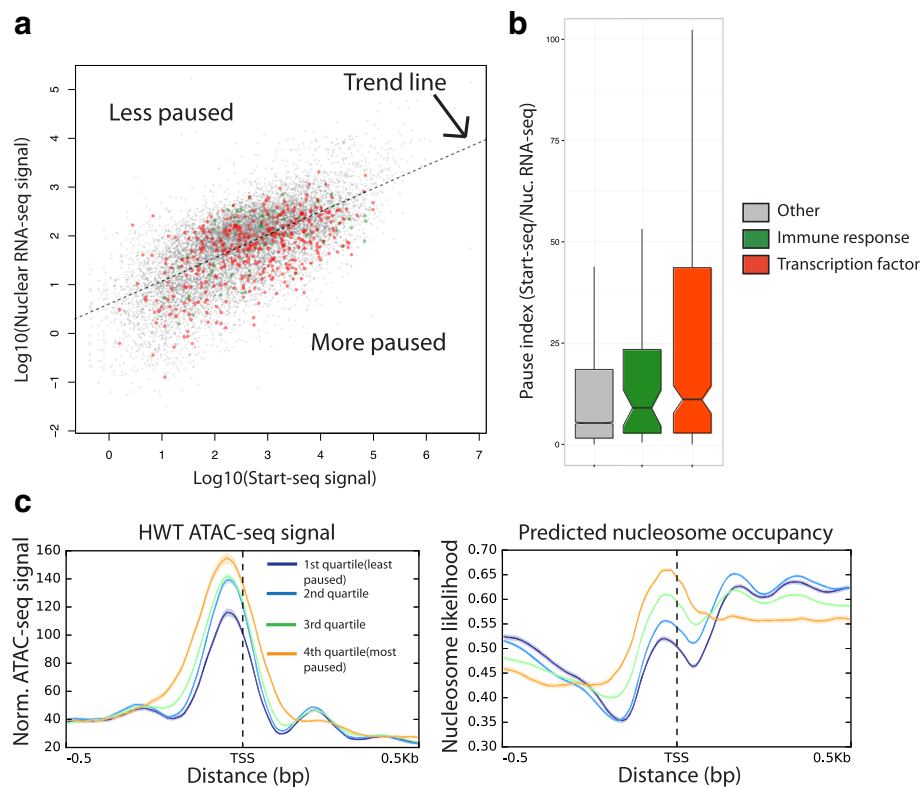 a
Less paused
Trend line
More paused
Log10(Nuclear RNA-seq signal)
5
4
3
2
1
0
−1
−2
0
1
2
3
4
5
6
7
Log10(Start-seq signal)
b
Pause index (Start-seq/Nuc. RNA-seq)
100
75
50
25
0
Other
Immune response
Transcription factor
c
HWT ATAC-seq signal
Norm. ATAC-seq signal
160
140
120
100
80
60
40
20
1st quartile(least
paused)
2nd quartile
3rd quartile
4th quartile(most
paused)
-0.5
TSS
0.5Kb
Distance (bp)
Predicted nucleosome occupancy
Nucleosome likelihood
0.70
0.65
0.60
0.55
0.50
0.45
0.40
0.35
0.30
-0.5
TSS
0.5Kb
Distance (bp)